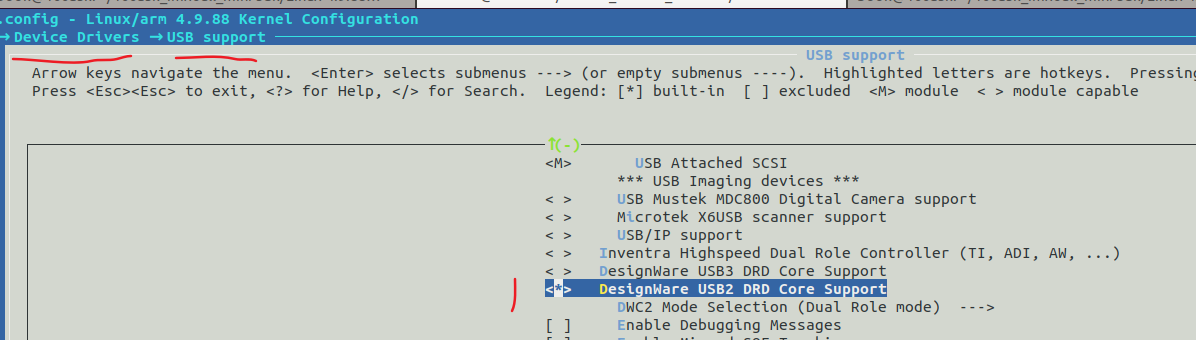 .config - Linux/arm 4.9.88 Kernel Configuration
→Device Drivers →USB support
USB support
Arrow keys navigate the menu.  <Enter> selects submenus ---> (or empty submenus ----).  Highlighted letters are hotkeys.  Pressing
Press <Esc><Esc> to exit, <?> for Help, </> for Search.  Legend: [*] built-in  [ ] excluded  <M> module  < > module capable
↑(-)
<M> USB Attached SCSI
*** USB Imaging devices ***
< > USB Mustek MDC800 Digital Camera support
< > Microtek X6USB scanner support
< > USB/IP support
< > Inventra Highspeed Dual Role Controller (TI, ADI, AW, ...)
< > DesignWare USB3 DRD Core Support
<*> DesignWare USB2 DRD Core Support
DWC2 Mode Selection (Dual Role mode)  --->
[ ] Enable Debugging Messages